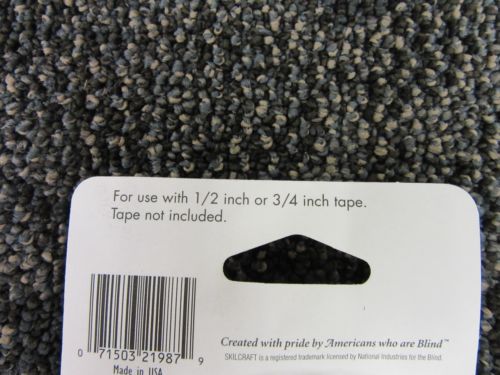 For use with 1/2 inch or 3/4 inch tape.
Tape not included.
Created with pride by Americans who are Blind™
SKILCRAFT is a registered trademark licensed by National Industries for the Blind.
0 71503 21987 9
Made in USA